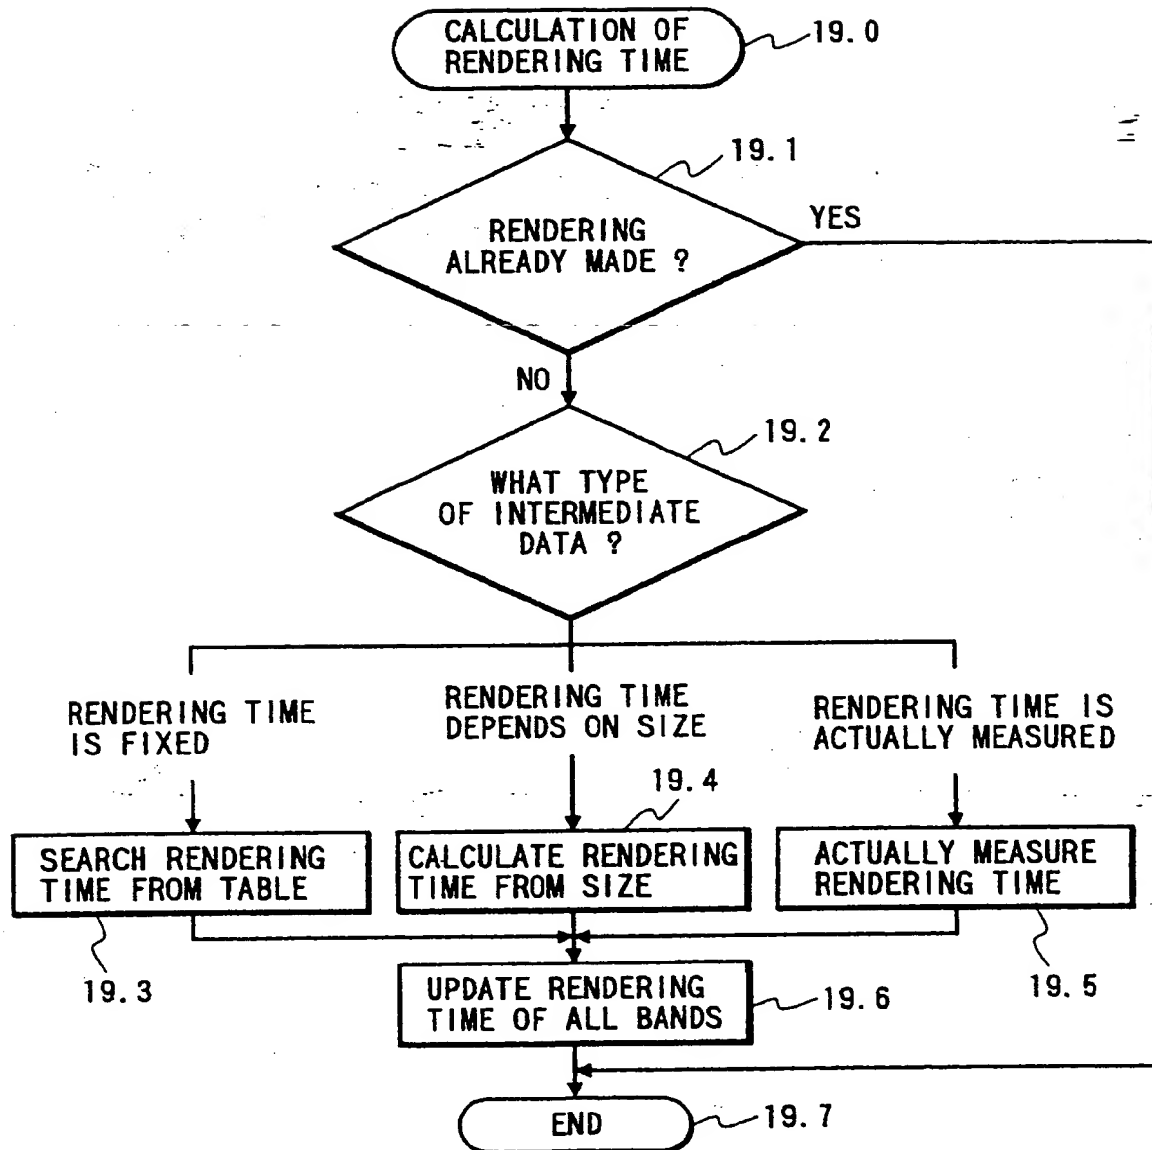 CALCULATION OF
RENDERING TIME
19.0
19.1
RENDERING
ALREADY MADE ?
YES
NO
19.2
WHAT TYPE
OF INTERMEDIATE
DATA ?
RENDERING TIME
IS FIXED
RENDERING TIME
DEPENDS ON SIZE
RENDERING TIME IS
ACTUALLY MEASURED
19.4
SEARCH RENDERING
TIME FROM TABLE
CALCULATE RENDERING
TIME FROM SIZE
ACTUALLY MEASURE
RENDERING TIME
19.3
19.5
UPDATE RENDERING
TIME OF ALL BANDS
19.6
END
19.7